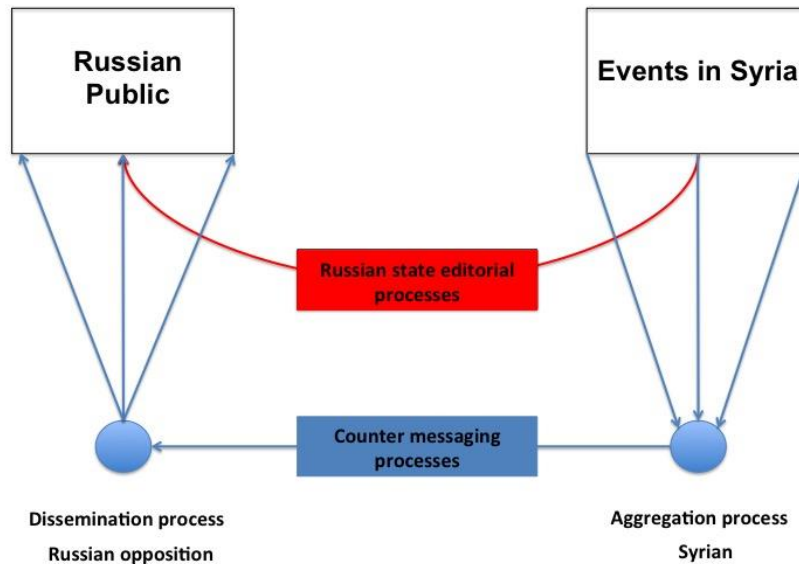 Russian
Public
Events in Syria
Russian state editorial
processes
Counter messaging
processes
Dissemination process
Russian opposition
Aggregation process
Syrian